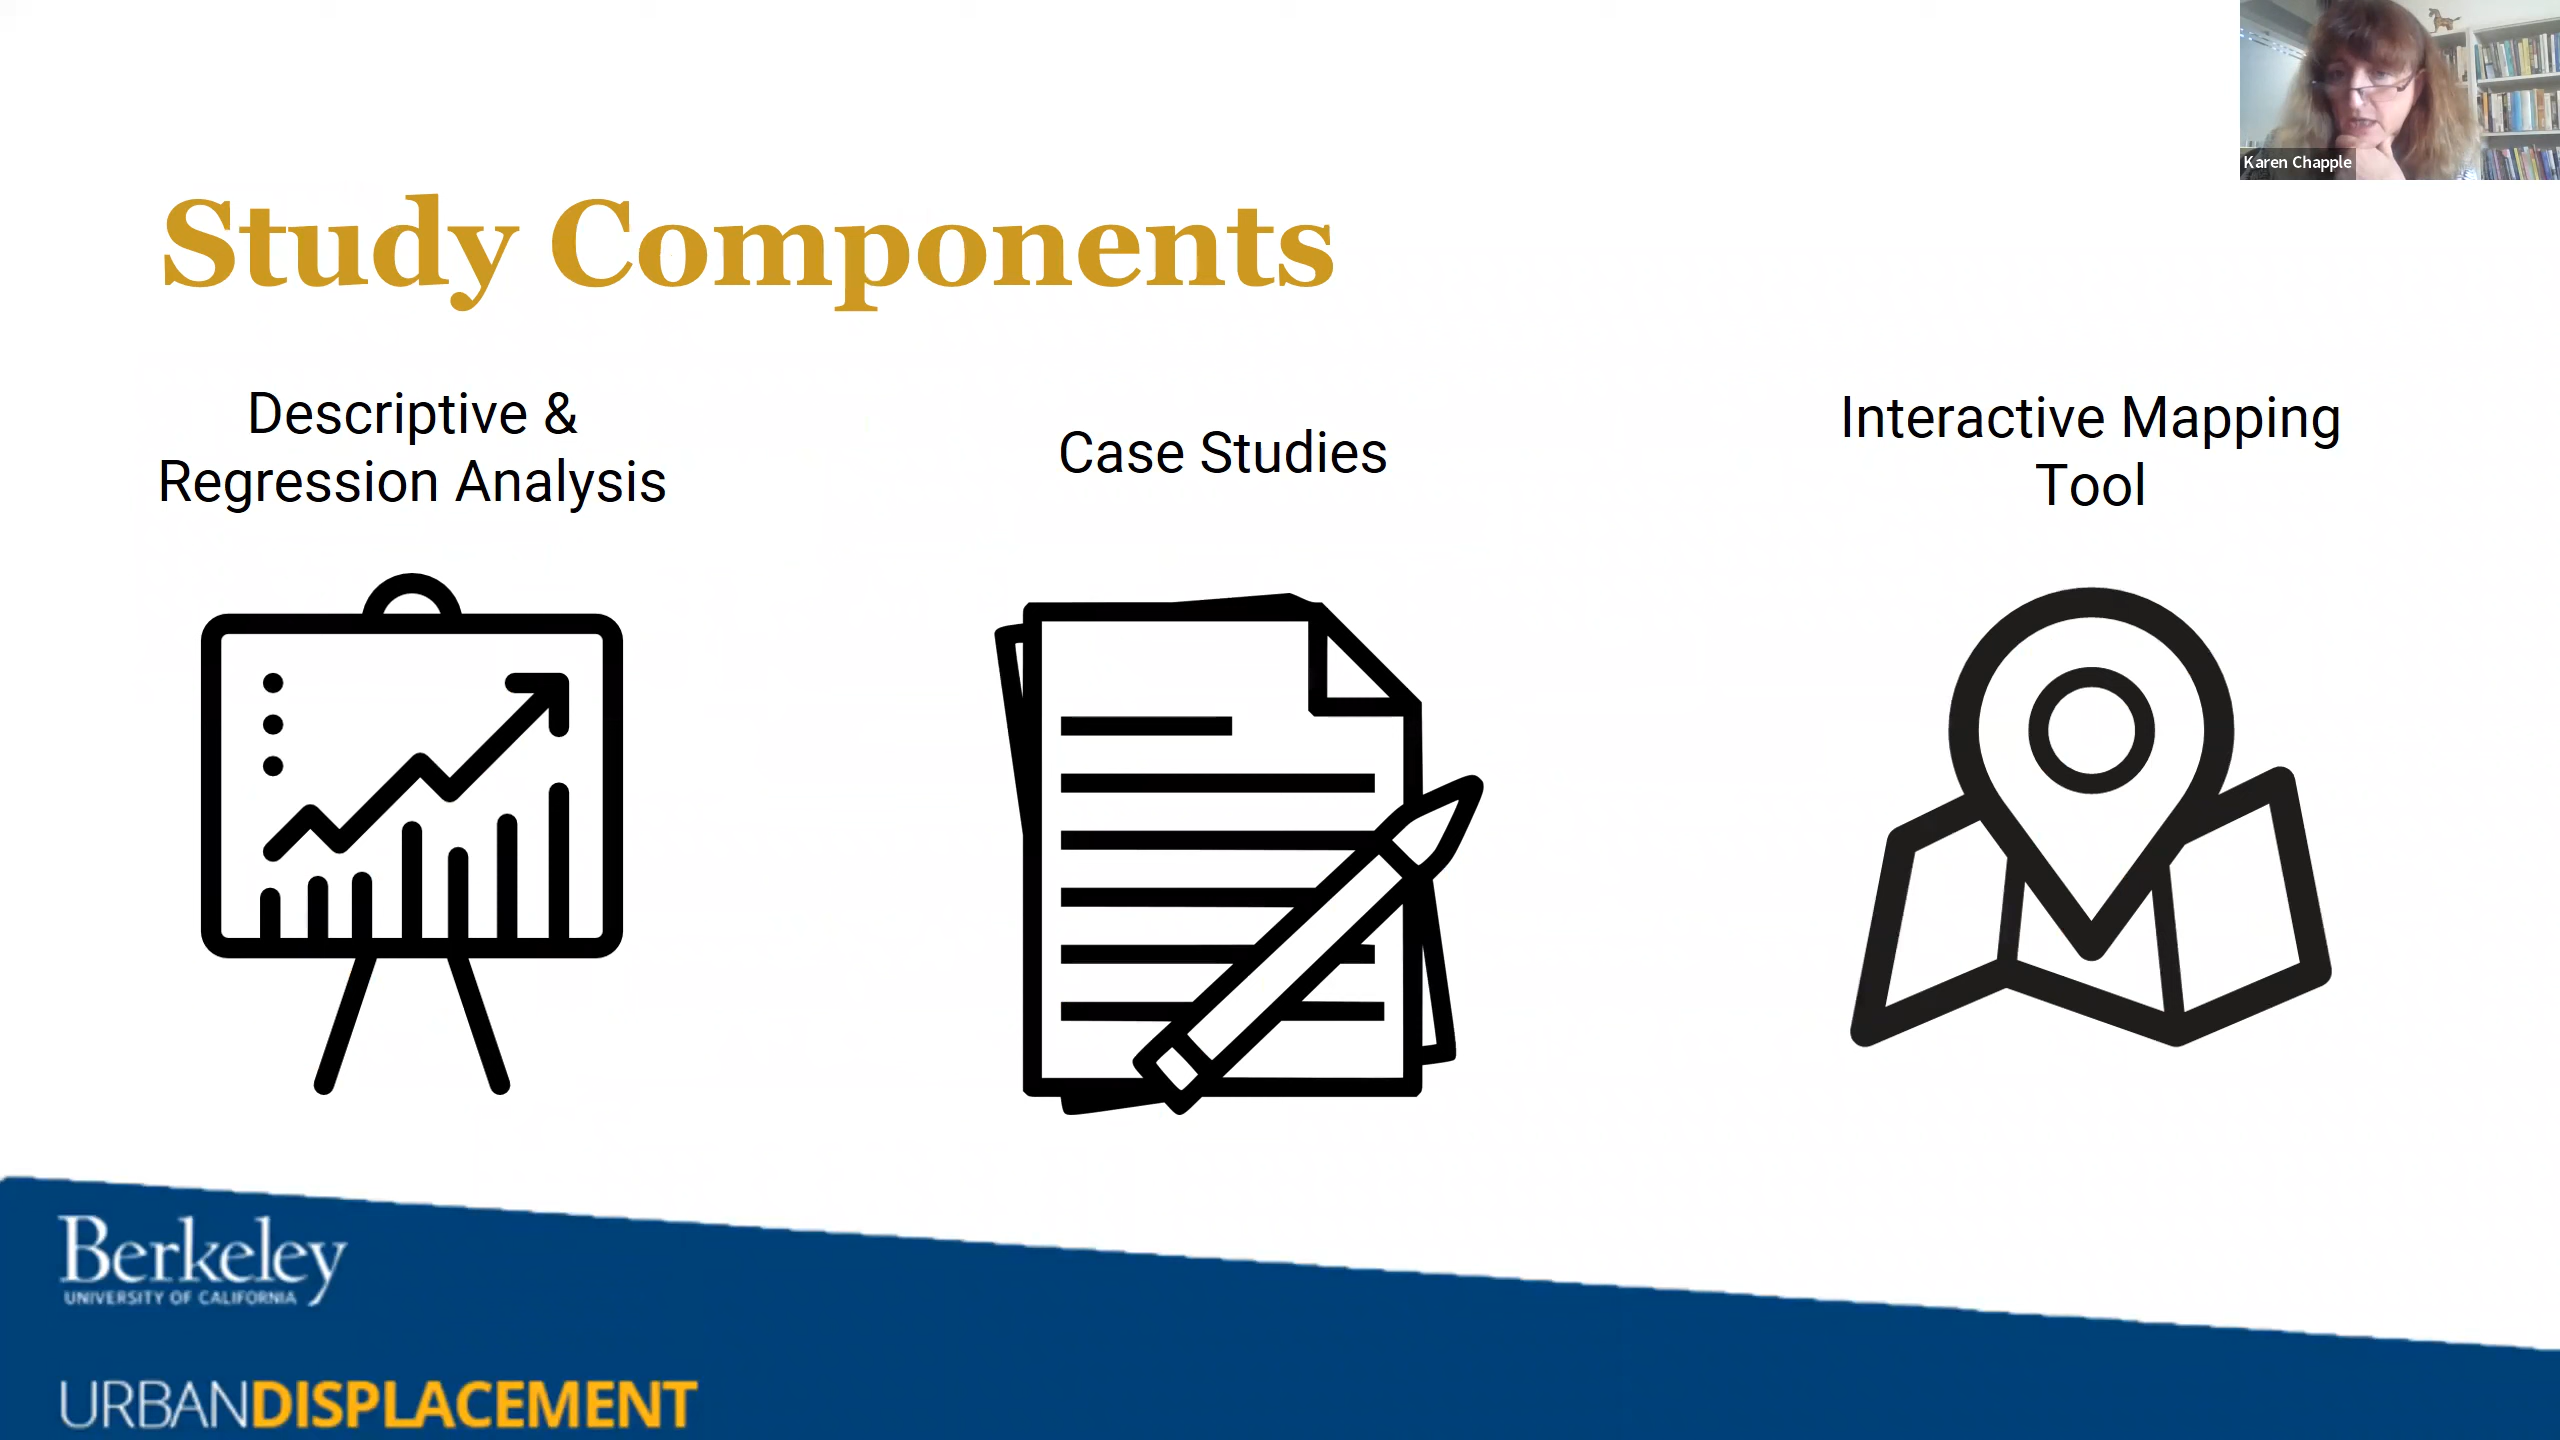 Karen Chapple
Study Components
Descriptive &
Regression Analysis
Case Studies
Interactive Mapping
Tool
Berkeley
UNIVERSITY OF CALIFORNIA
URBANDISPLACEMENT